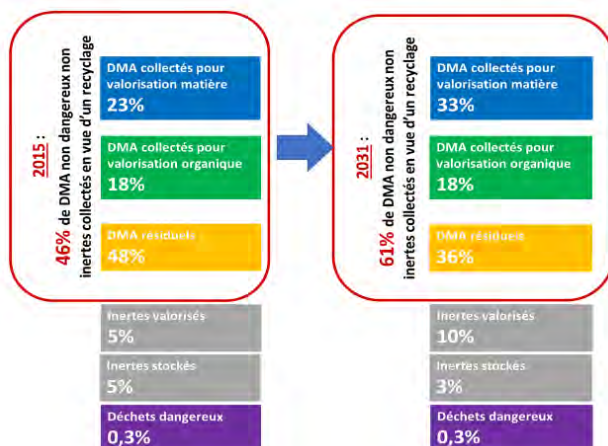 2015 :
46% de DMA non dangereux non
inertes collectés en vue d'un recyclage
DMA collectés pour
valorisation matière
23%
DMA collectés pour
valorisation organique
18%
DMA résiduels
48%
Inertes valorisés
5%
Inertes stockés
5%
Déchets dangereux
0,3%
2031 :
61% de DMA non dangereux non
inertes collectés en vue d'un recyclage
DMA collectés pour
valorisation matière
33%
DMA collectés pour
valorisation organique
18%
DMA résiduels
36%
Inertes valorisés
10%
Inertes stockés
3%
Déchets dangereux
0,3%